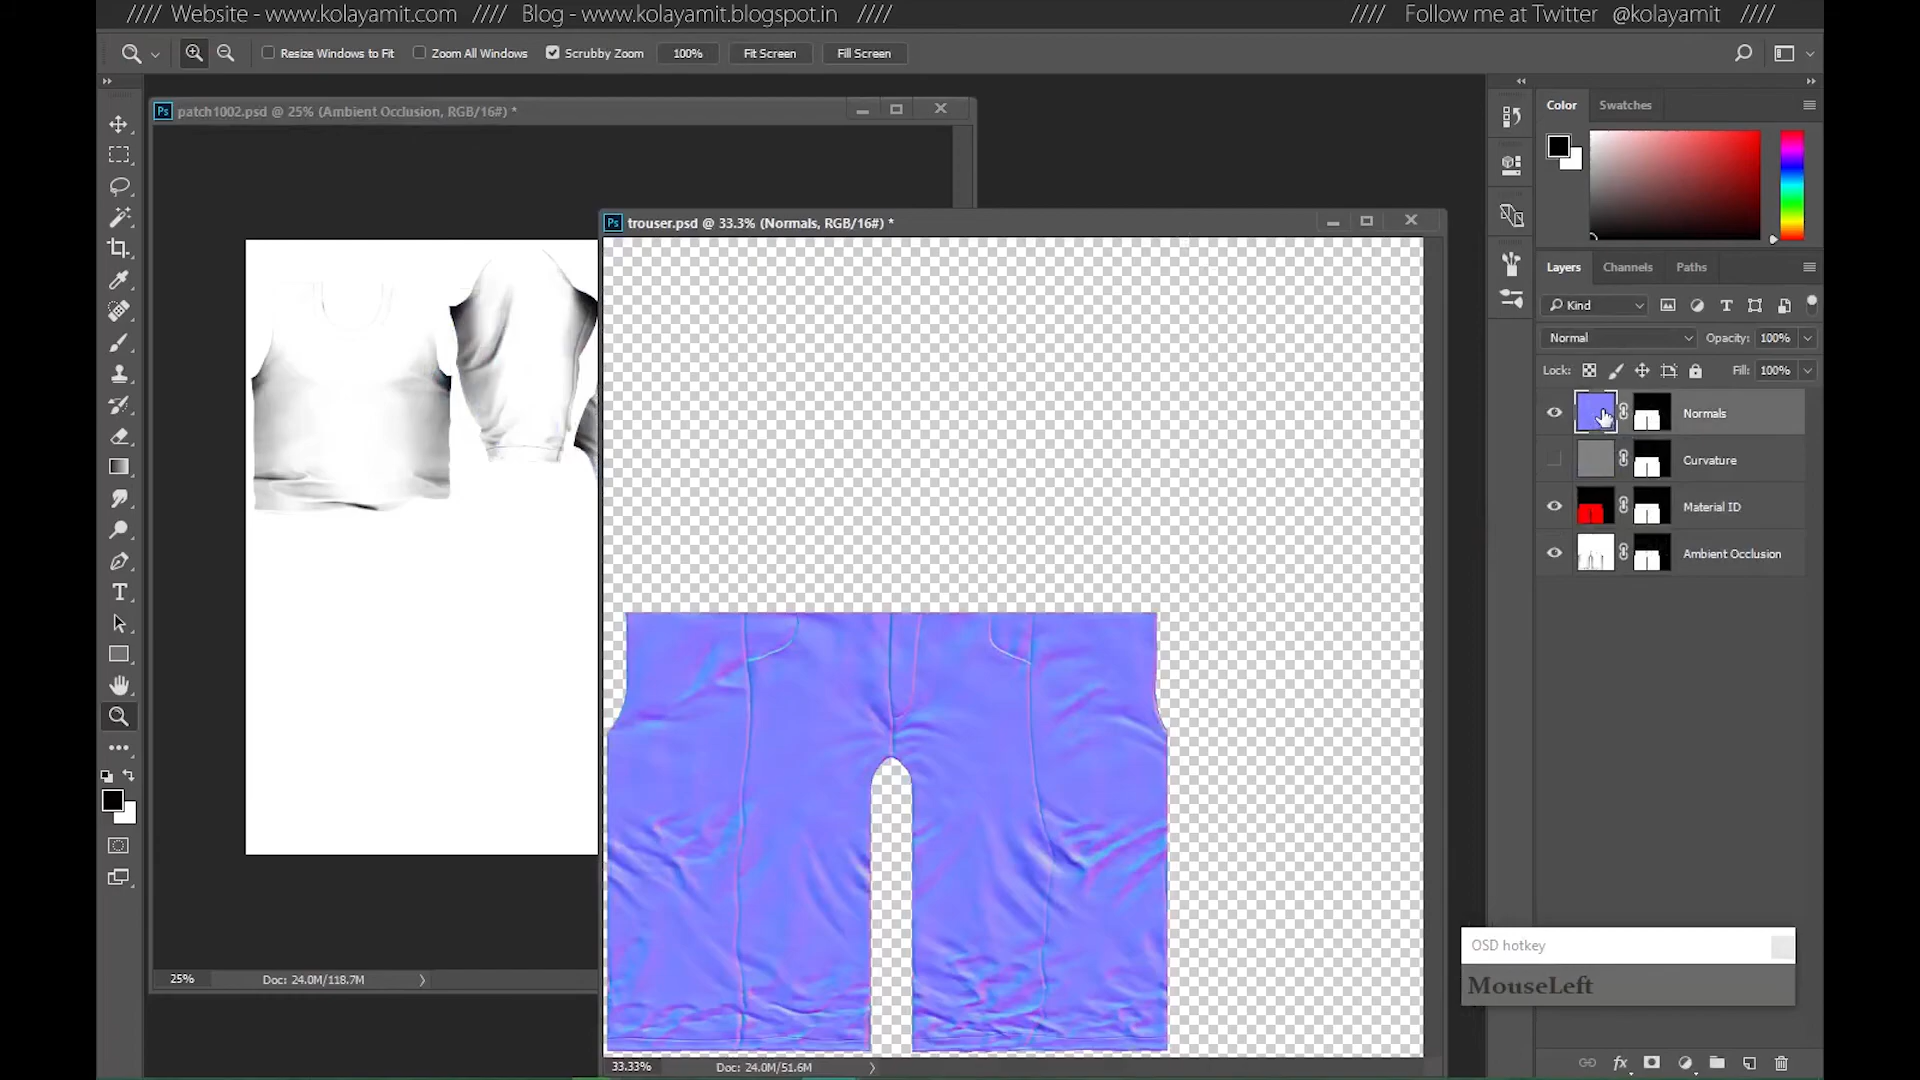 //// Website - www.kolayamit.com //// Blog - www.kolayamit.blogspot.in ////
//// Follow me at Twitter @kolayamit ////
Resize Windows to Fit Zoom All Windows Scrubby Zoom 100% Fit Screen Fill Screen
Ps patch1002.psd @ 25% (Ambient Occlusion, RGB/16#) *
Color Swatches
Ps trouser.psd @ 33.3% (Normals, RGB/16#) *
Layers Channels Paths
Kind
Normal Opacity: 100%
Lock: Fill: 100%
Normals
Curvature
Material ID
Ambient Occlusion
OSD hotkey
MouseLeft
25% Doc: 24.0M/118.7M
33.33% Doc: 24.0M/51.6M